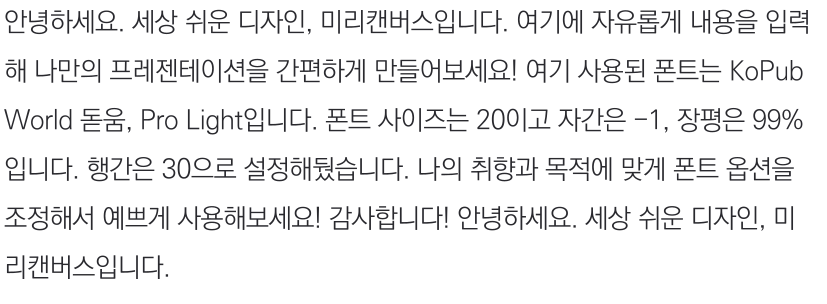 안녕하세요. 세상 쉬운 디자인, 미리캔버스입니다. 여기에 자유롭게 내용을 입력
해 나만의 프레젠테이션을 간편하게 만들어보세요! 여기 사용된 폰트는 KoPub
World 돋움, Pro Light입니다. 폰트 사이즈는 20이고 자간은 -1, 장평은 99%
입니다. 행간은 30으로 설정해뒀습니다. 나의 취향과 목적에 맞게 폰트 옵션을
조정해서 예쁘게 사용해보세요! 감사합니다! 안녕하세요. 세상 쉬운 디자인, 미
리캔버스입니다.